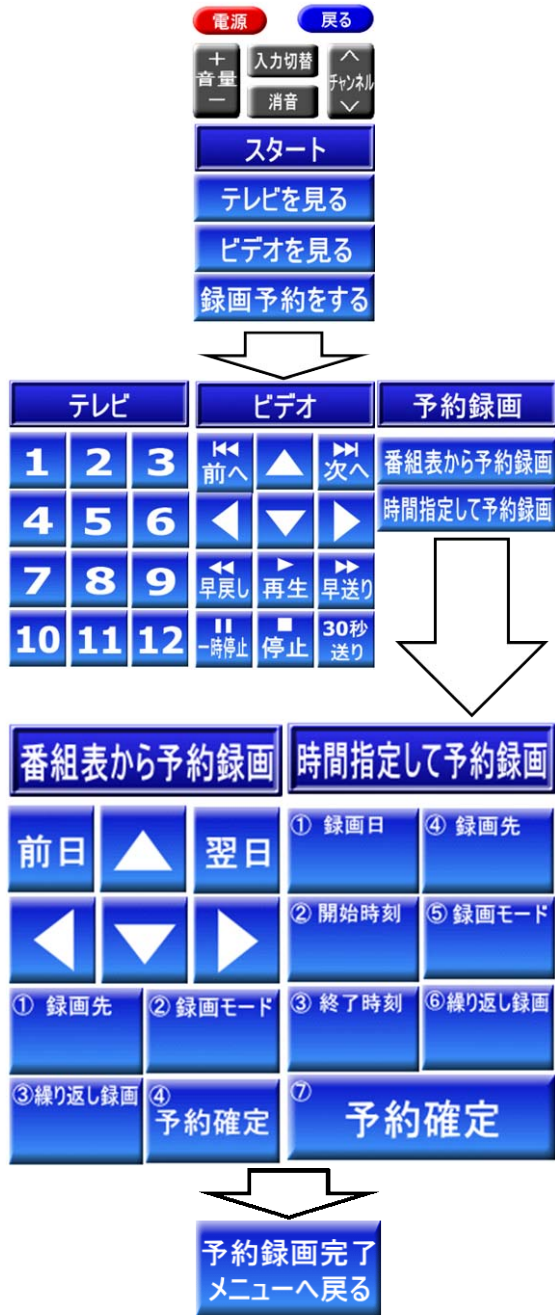 電源
戻る
＋
音量
－
入力切替
消音
チャンネル
スタート
テレビを見る
ビデオを見る
録画予約をする
テレビ
1 2 3
4 5 6
7 8 9
10 11 12
ビデオ
前へ
次へ
早戻し
再生
早送り
一時停止
停止
30秒
送り
予約録画
番組表から予約録画
時間指定して予約録画
番組表から予約録画
前日
翌日
① 録画先
② 録画モード
③繰り返し録画
④
予約確定
時間指定して予約録画
① 録画日
④ 録画先
② 開始時刻
⑤ 録画モード
③ 終了時刻
⑥繰り返し録画
⑦
予約確定
予約録画完了
メニューへ戻る